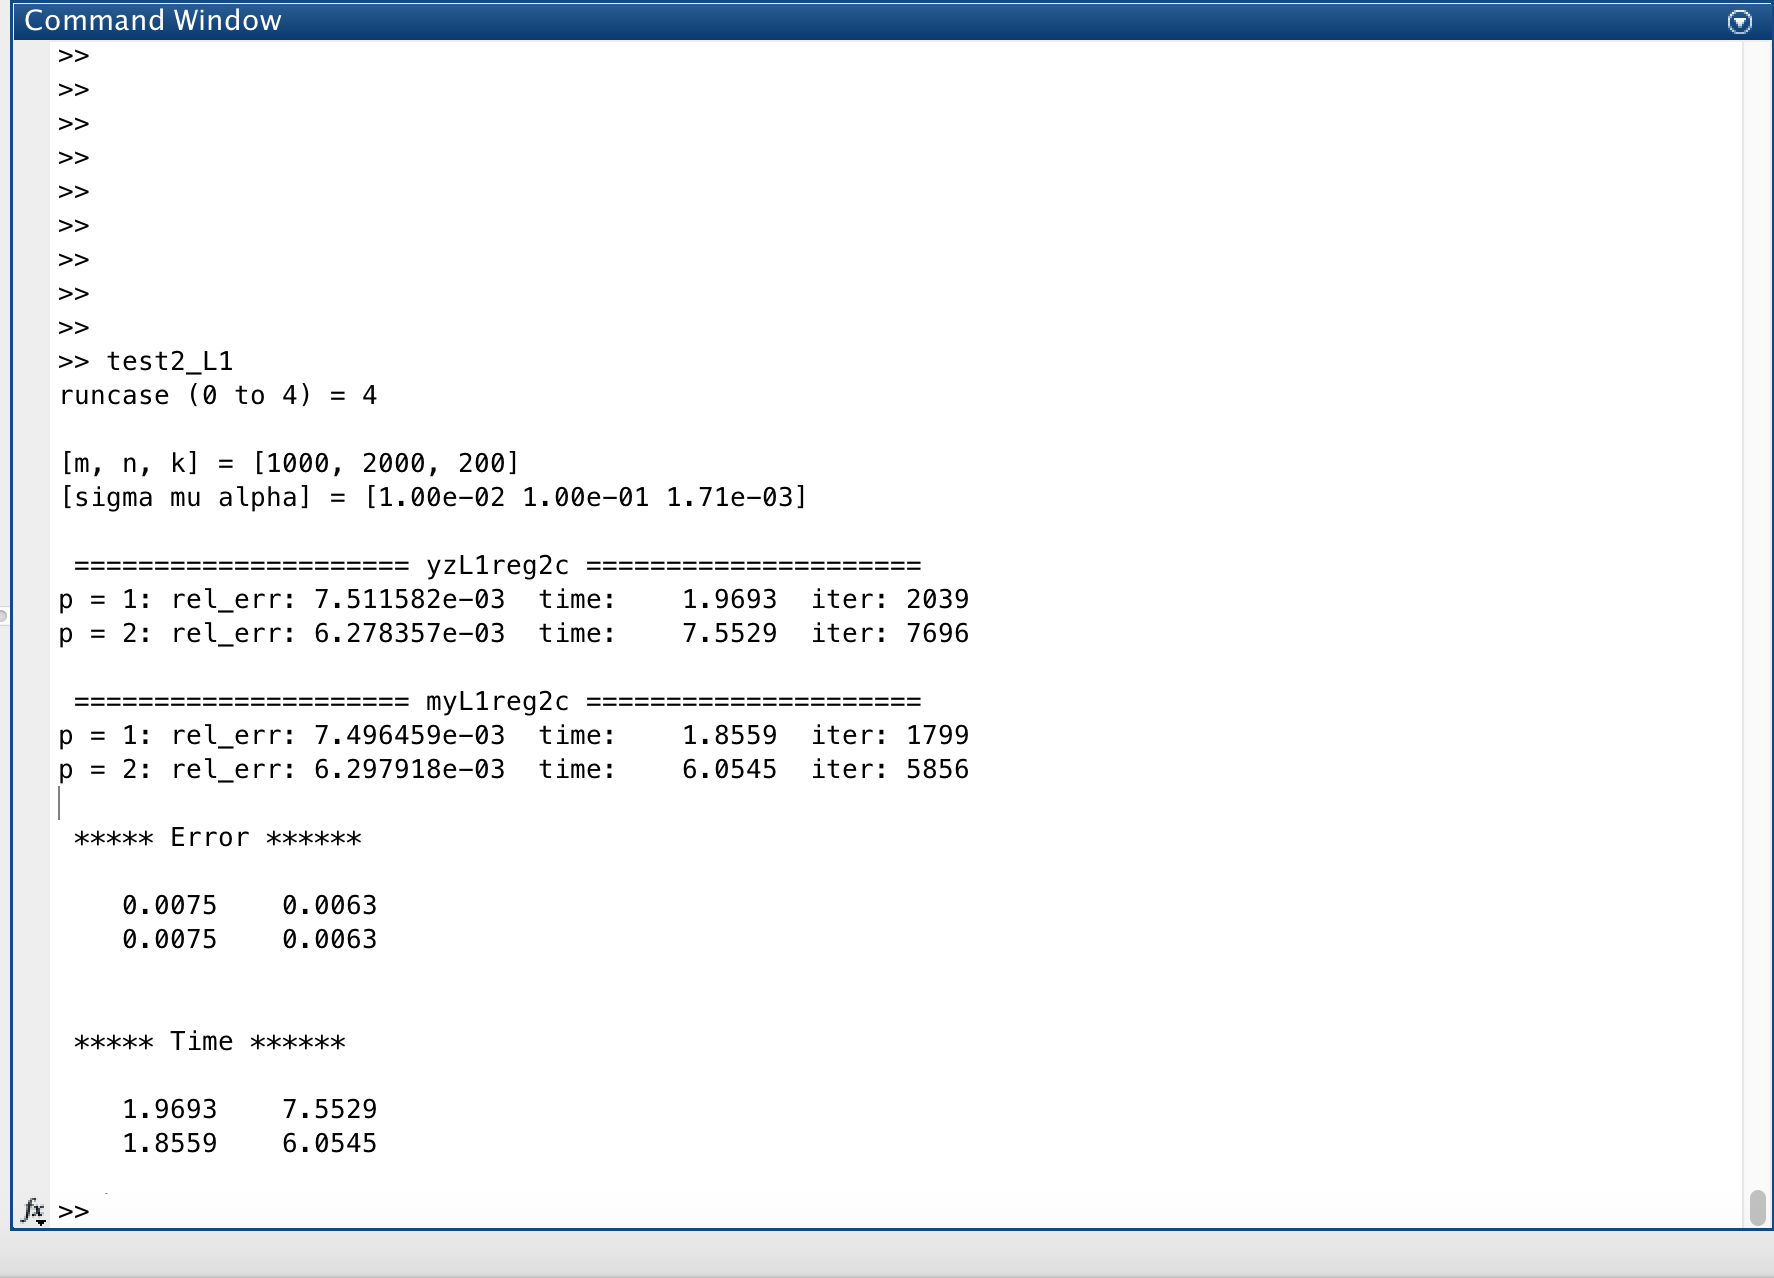 Command Window
>>
>>
>>
>>
>>
>>
>>
>>
>>
>> test2_L1
runcase (0 to 4) = 4
[m, n, k] = [1000, 2000, 200]
[sigma mu alpha] = [1.00e-02 1.00e-01 1.71e-03]
===================== yzL1reg2c =====================
p = 1: rel_err: 7.511582e-03  time:    1.9693  iter: 2039
p = 2: rel_err: 6.278357e-03  time:    7.5529  iter: 7696
===================== myL1reg2c =====================
p = 1: rel_err: 7.496459e-03  time:    1.8559  iter: 1799
p = 2: rel_err: 6.297918e-03  time:    6.0545  iter: 5856
***** Error ******
0.0075    0.0063
0.0075    0.0063
***** Time ******
1.9693    7.5529
1.8559    6.0545
fx >>